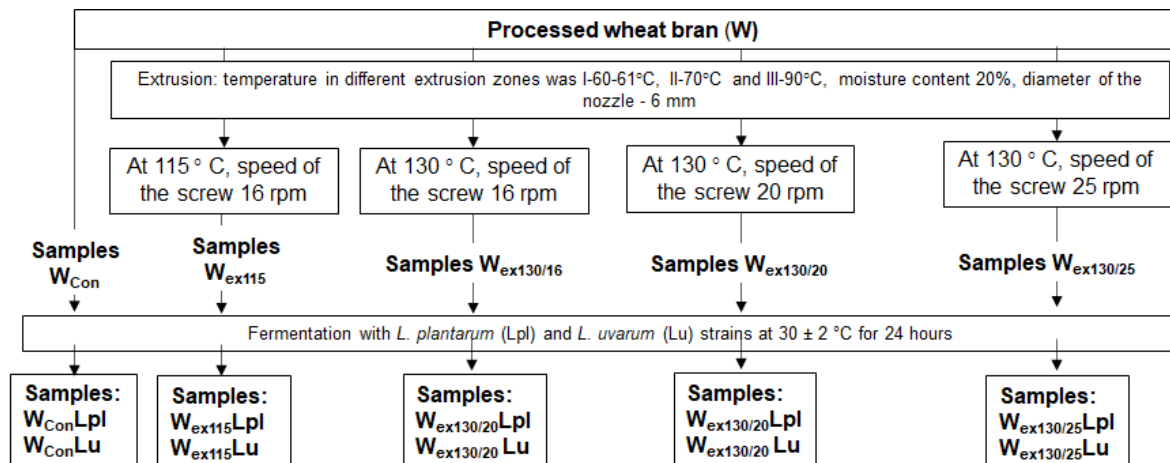 Processed wheat bran (W)
Extrusion: temperature in different extrusion zones was I-60-61°C, II-70°C and III-90°C, moisture content 20%, diameter of the
nozzle - 6 mm
At 115 ° C, speed of
the screw 16 rpm
At 130 ° C, speed of
the screw 16 rpm
At 130 ° C, speed of
the screw 20 rpm
At 130 ° C, speed of
the screw 25 rpm
Samples
WCon
Samples
Wex115
Samples Wex130/16
Samples Wex130/20
Samples Wex130/25
Fermentation with L. plantarum (Lpl) and L. uvarum (Lu) strains at 30 ± 2 °C for 24 hours
Samples:
WConLpl
WConLu
Samples:
Wex115Lpl
Wex115Lu
Samples:
Wex130/20Lpl
Wex130/20 Lu
Samples:
Wex130/20Lpl
Wex130/20 Lu
Samples:
Wex130/25Lpl
Wex130/25Lu